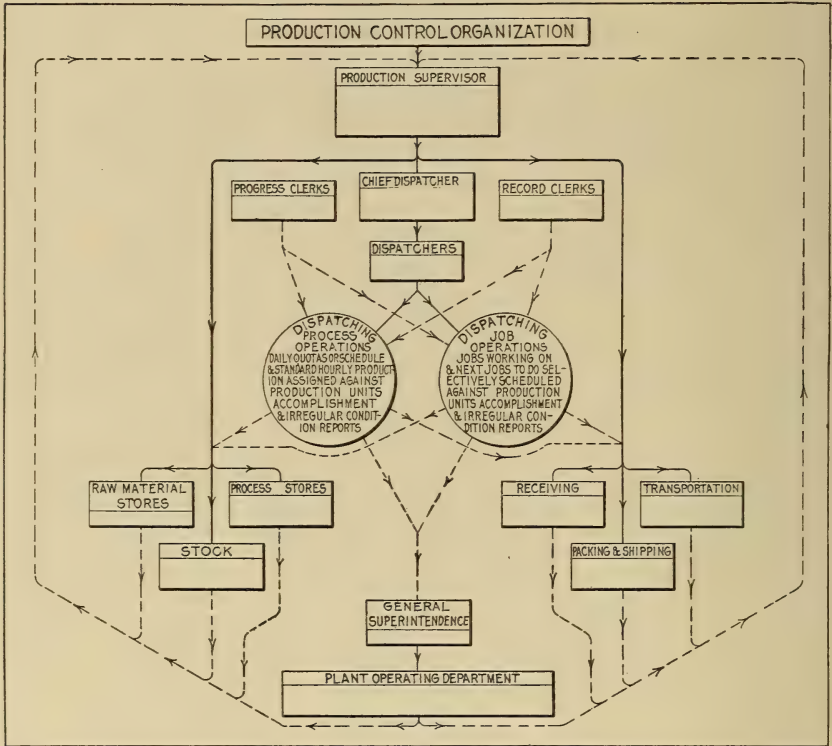 PRODUCTION CONTROL ORGANIZATION
PRODUCTION SUPERVISOR
PROGRESS CLERKS
CHIEF DISPATCHER
RECORD CLERKS
DISPATCHERS
DISPATCHING
PROCESS
OPERATIONS
DAILY QUOTAS OR SCHEDULE
& STANDARD HOURLY PRODUCT-
ION ASSIGNED AGAINST
PRODUCTION UNITS
ACCOMPLISHMENT
& IRREGULAR CONDIT-
ION REPORTS
DISPATCHING
JOB
OPERATIONS
JOBS WORKING ON
& NEXT JOBS TO DO SEL-
ECTIVELY SCHEDULED
AGAINST PRODUCTION
UNITS ACCOMPLISHMENT
& IRREGULAR CON-
DITION REPORTS
RAW MATERIAL
STORES
PROCESS STORES
RECEIVING
TRANSPORTATION
STOCK
PACKING & SHIPPING
GENERAL
SUPERINTENDENCE
PLANT OPERATING DEPARTMENT